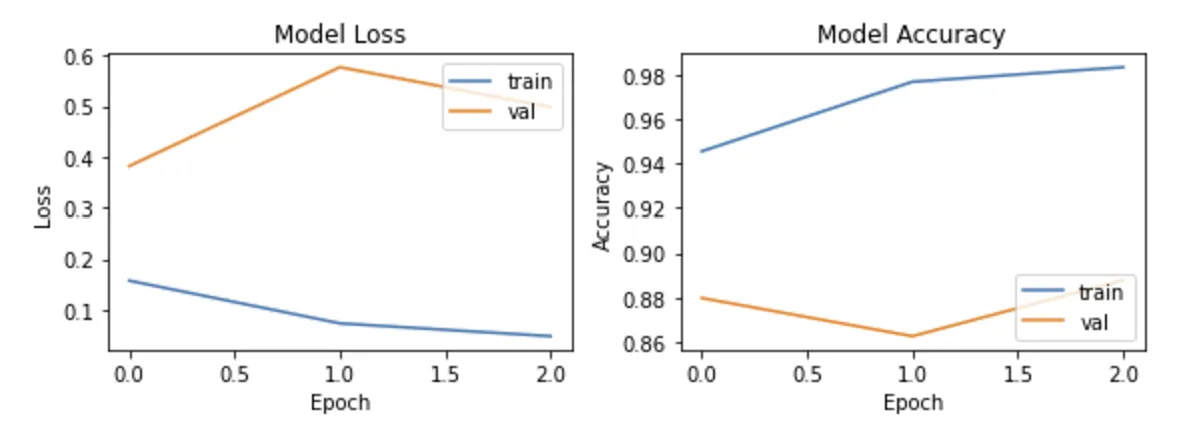 Model Loss
0.6
0.5
0.4
0.3
0.2
0.1
Loss
train
val
0.0 0.5 1.0 1.5 2.0
Epoch
Model Accuracy
0.98
0.96
0.94
0.92
0.90
0.88
0.86
Accuracy
train
val
0.0 0.5 1.0 1.5 2.0
Epoch